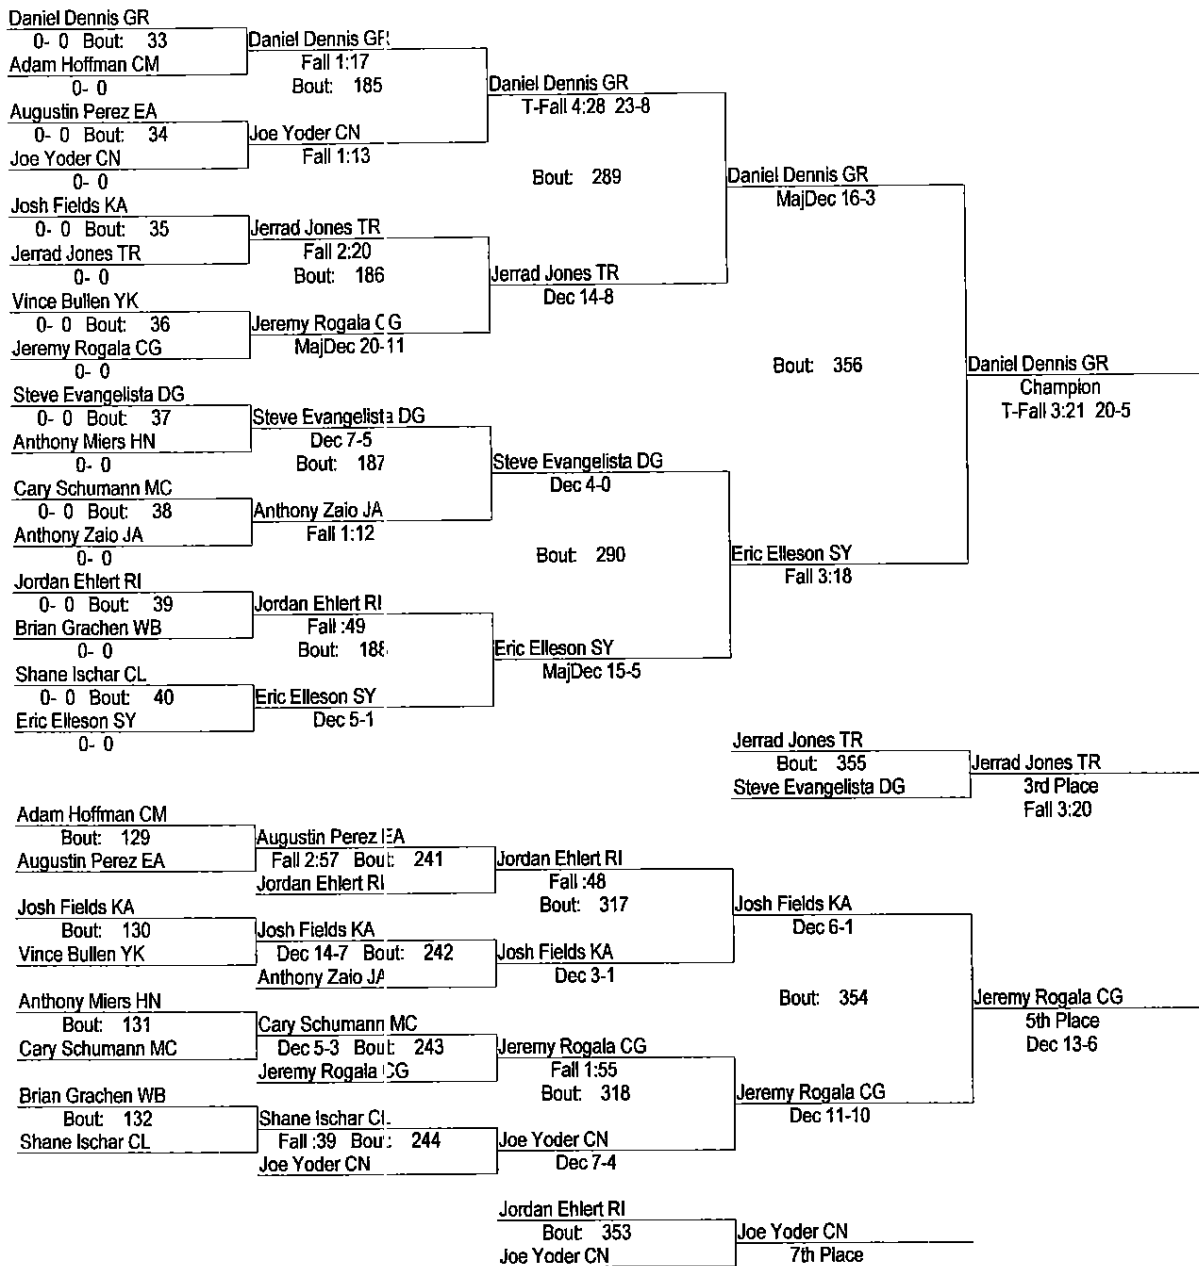 Daniel Dennis GR
0- 0 Bout: 33
Adam Hoffman CM
0- 0
Augustin Perez EA
0- 0 Bout: 34
Joe Yoder CN
0- 0
Josh Fields KA
0- 0 Bout: 35
Jerrad Jones TR
0- 0
Vince Bullen YK
0- 0 Bout: 36
Jeremy Rogala CG
0- 0
Steve Evangelista DG
0- 0 Bout: 37
Anthony Miers HN
0- 0
Cary Schumann MC
0- 0 Bout: 38
Anthony Zaio JA
0- 0
Jordan Ehlert RI
0- 0 Bout: 39
Brian Grachen WB
0- 0
Shane Ischar CL
0- 0 Bout: 40
Eric Elleson SY
0- 0
Daniel Dennis GR
Fall 1:17
Bout: 185
Joe Yoder CN
Fall 1:13
Jerrad Jones TR
Fall 2:20
Bout: 186
Jeremy Rogala CG
MajDec 20-11
Steve Evangelista DG
Dec 7-5
Bout: 187
Anthony Zaio JA
Fall 1:12
Jordan Ehlert RI
Fall :49
Bout: 188
Eric Elleson SY
Dec 5-1
Daniel Dennis GR
T-Fall 4:28 23-8
Bout: 289
Jerrad Jones TR
Dec 14-8
Steve Evangelista DG
Dec 4-0
Bout: 290
Eric Elleson SY
MajDec 15-5
Daniel Dennis GR
MajDec 16-3
Bout: 356
Eric Elleson SY
Fall 3:18
Daniel Dennis GR
Champion
T-Fall 3:21 20-5
Jerrad Jones TR
Bout: 355
Steve Evangelista DG
Jerrad Jones TR
3rd Place
Fall 3:20
Adam Hoffman CM
Bout: 129
Augustin Perez EA
Josh Fields KA
Bout: 130
Vince Bullen YK
Anthony Miers HN
Bout: 131
Cary Schumann MC
Brian Grachen WB
Bout: 132
Shane Ischar CL
Augustin Perez EA
Fall 2:57 Bout: 241
Jordan Ehlert RI
Josh Fields KA
Dec 14-7 Bout: 242
Anthony Zaio JA
Cary Schumann MC
Dec 5-3 Bout: 243
Jeremy Rogala CG
Shane Ischar CL
Fall :39 Bout: 244
Joe Yoder CN
Jordan Ehlert RI
Fall :48
Bout: 317
Josh Fields KA
Dec 3-1
Jeremy Rogala CG
Fall 1:55
Bout: 318
Joe Yoder CN
Dec 7-4
Josh Fields KA
Dec 6-1
Bout: 354
Jeremy Rogala CG
Dec 11-10
Jeremy Rogala CG
5th Place
Dec 13-6
Jordan Ehlert RI
Bout: 353
Joe Yoder CN
Joe Yoder CN
7th Place